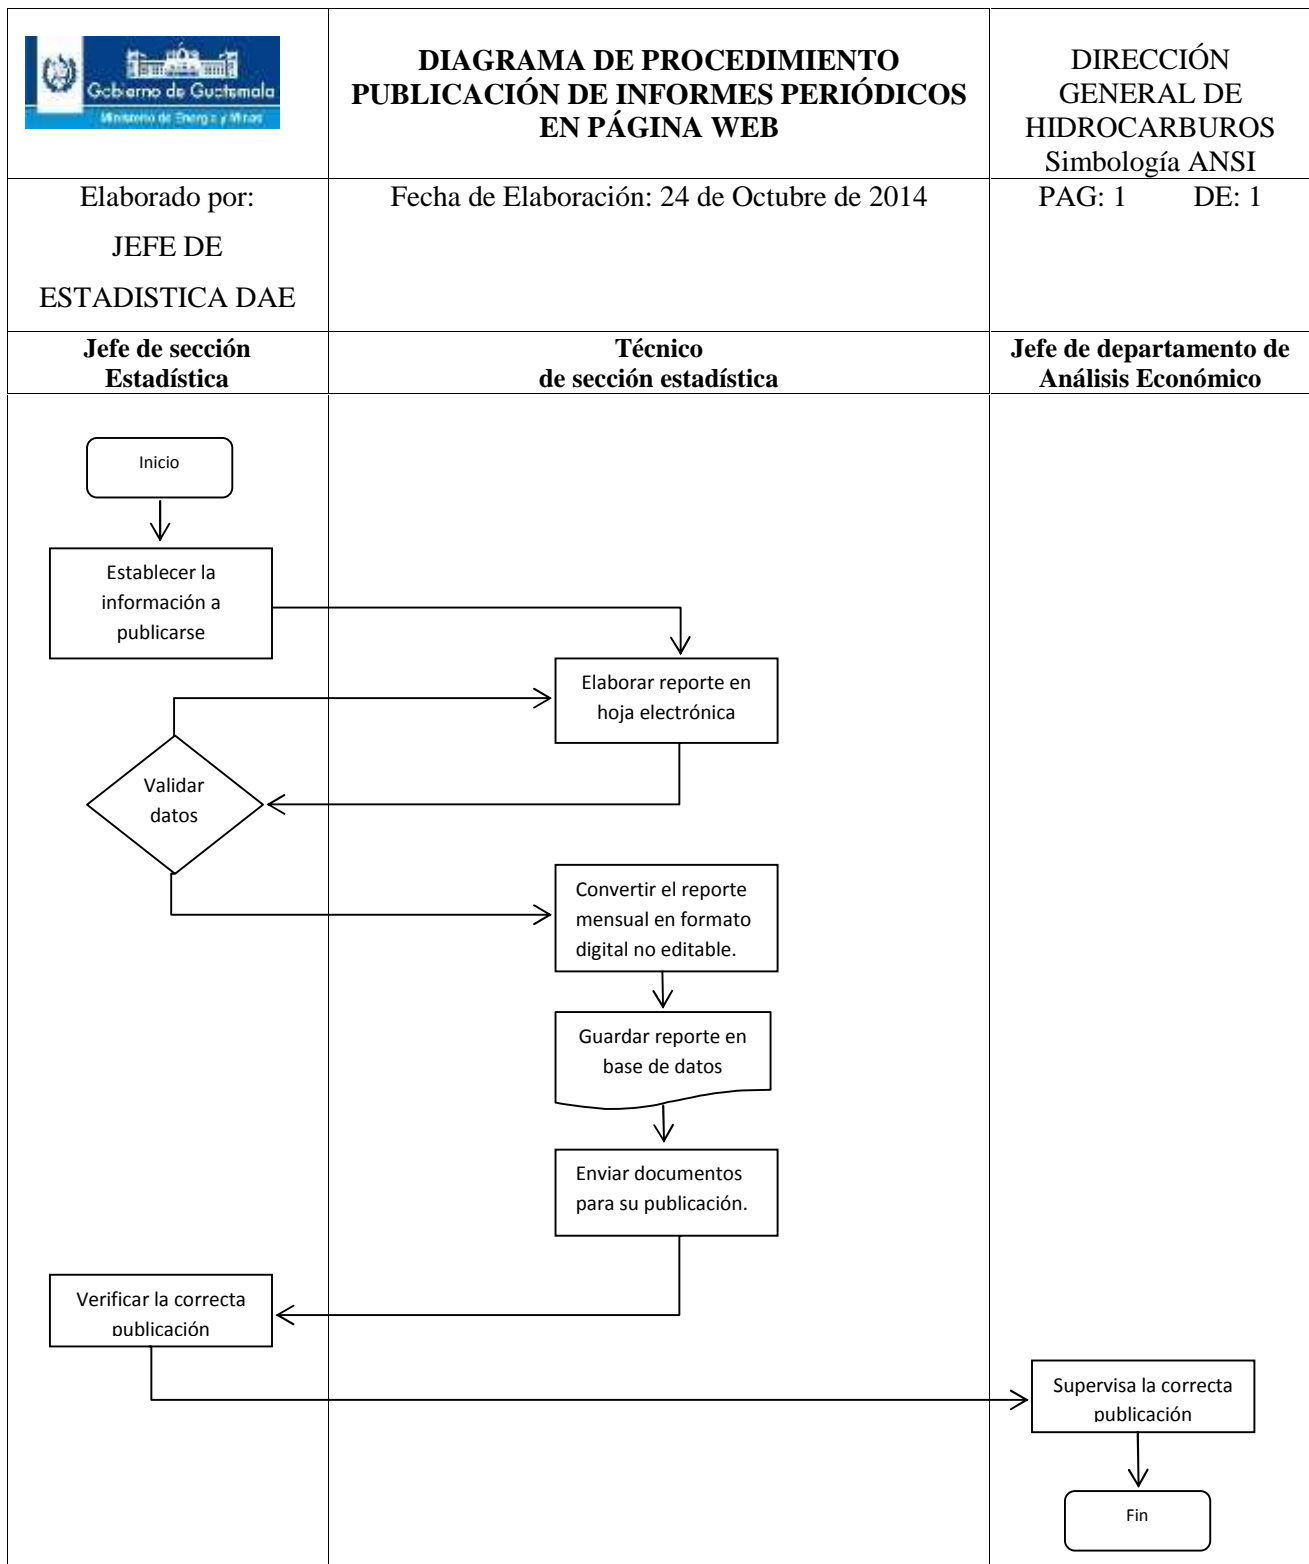 Gobierno de Guatemala
Ministerio de Energía y Minas
DIAGRAMA DE PROCEDIMIENTO
PUBLICACIÓN DE INFORMES PERIÓDICOS
EN PÁGINA WEB
DIRECCIÓN
GENERAL DE
HIDROCARBUROS
Simbología ANSI
Elaborado por:
JEFE DE
ESTADISTICA DAE
Fecha de Elaboración: 24 de Octubre de 2014
PAG: 1 DE: 1
Jefe de sección
Estadística
Técnico
de sección estadística
Jefe de departamento de
Análisis Económico
Inicio
Establecer la
información a
publicarse
Elaborar reporte en
hoja electrónica
Validar
datos
Convertir el reporte
mensual en formato
digital no editable.
Guardar reporte en
base de datos
Enviar documentos
para su publicación.
Verificar la correcta
publicación
Supervisa la correcta
publicación
Fin